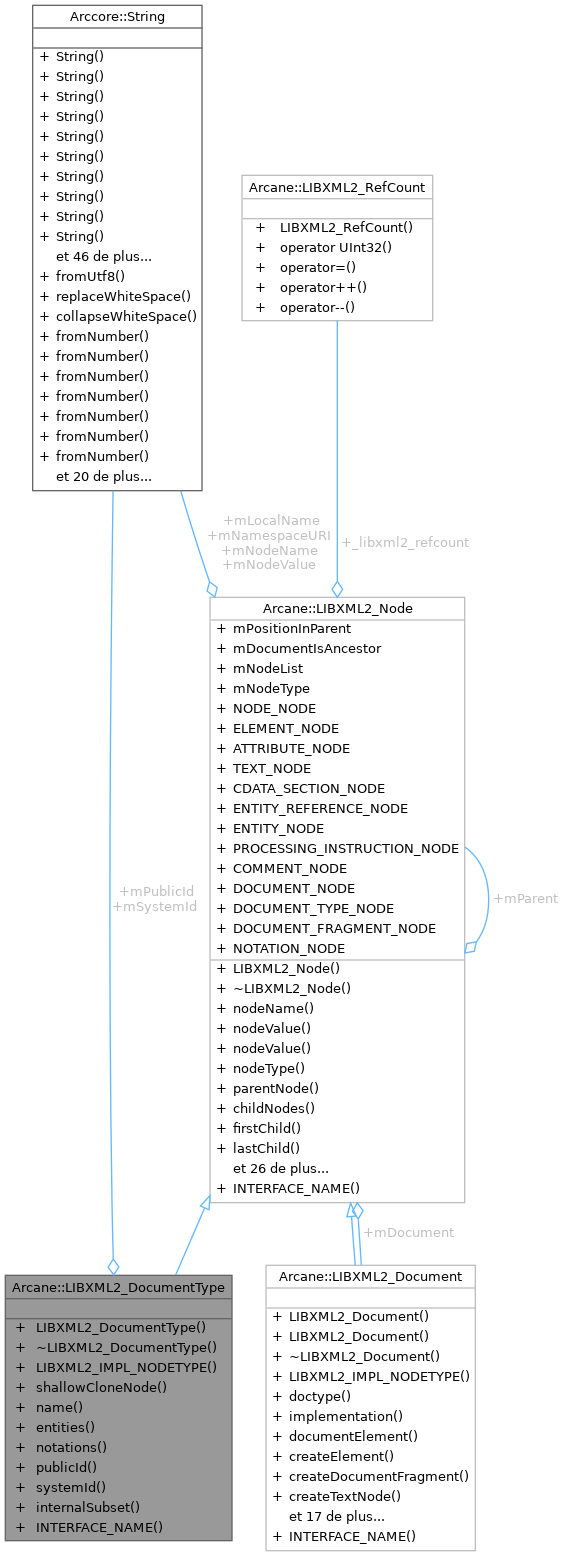 Arccore::String
+ String()
+ String()
+ String()
+ String()
+ String()
+ String()
+ String()
+ String()
+ String()
+ String()
et 46 de plus...
+ fromUtf8()
+ replaceWhiteSpace()
+ collapseWhiteSpace()
+ fromNumber()
+ fromNumber()
+ fromNumber()
+ fromNumber()
+ fromNumber()
+ fromNumber()
+ fromNumber()
et 20 de plus...
Arcane::LIBXML2_RefCount
+ LIBXML2_RefCount()
+ operator UInt32()
+ operator=()
+ operator++()
+ operator--()
+mLocalName
+mNamespaceURI
+mNodeName
+mNodeValue
+_libxml2_refcount
Arcane::LIBXML2_Node
+ mPositionInParent
+ mDocumentIsAncestor
+ mNodeList
+ mNodeType
+ NODE_NODE
+ ELEMENT_NODE
+ ATTRIBUTE_NODE
+ TEXT_NODE
+ CDATA_SECTION_NODE
+ ENTITY_REFERENCE_NODE
+ ENTITY_NODE
+ PROCESSING_INSTRUCTION_NODE
+ COMMENT_NODE
+ DOCUMENT_NODE
+ DOCUMENT_TYPE_NODE
+ DOCUMENT_FRAGMENT_NODE
+ NOTATION_NODE
+ LIBXML2_Node()
+ ~LIBXML2_Node()
+ nodeName()
+ nodeValue()
+ nodeValue()
+ nodeType()
+ parentNode()
+ childNodes()
+ firstChild()
+ lastChild()
et 26 de plus...
+ INTERFACE_NAME()
+mParent
+mPublicId
+mSystemId
+mDocument
Arcane::LIBXML2_DocumentType
+ LIBXML2_DocumentType()
+ ~LIBXML2_DocumentType()
+ LIBXML2_IMPL_NODETYPE()
+ shallowCloneNode()
+ name()
+ entities()
+ notations()
+ publicId()
+ systemId()
+ internalSubset()
+ INTERFACE_NAME()
Arcane::LIBXML2_Document
+ LIBXML2_Document()
+ LIBXML2_Document()
+ ~LIBXML2_Document()
+ LIBXML2_IMPL_NODETYPE()
+ doctype()
+ implementation()
+ documentElement()
+ createElement()
+ createDocumentFragment()
+ createTextNode()
et 17 de plus...
+ INTERFACE_NAME()